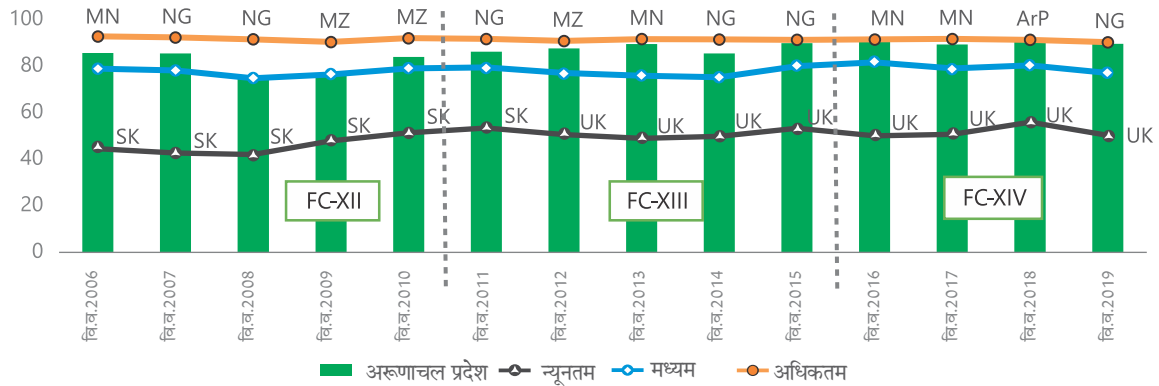 100
80
60
40
20
0
MN NG NG MZ MZ NG MZ MN NG NG MN MN ArP NG
SK SK SK SK SK SK UK UK UK UK UK UK UK UK
FC-XII FC-XIII FC-XIV
वि.व.2006 वि.व.2007 वि.व.2008 वि.व.2009 वि.व.2010 वि.व.2011 वि.व.2012 वि.व.2013 वि.व.2014 वि.व.2015 वि.व.2016 वि.व.2017 वि.व.2018 वि.व.2019
अरूणाचल प्रदेश न्यूनतम मध्यम अधिकतम